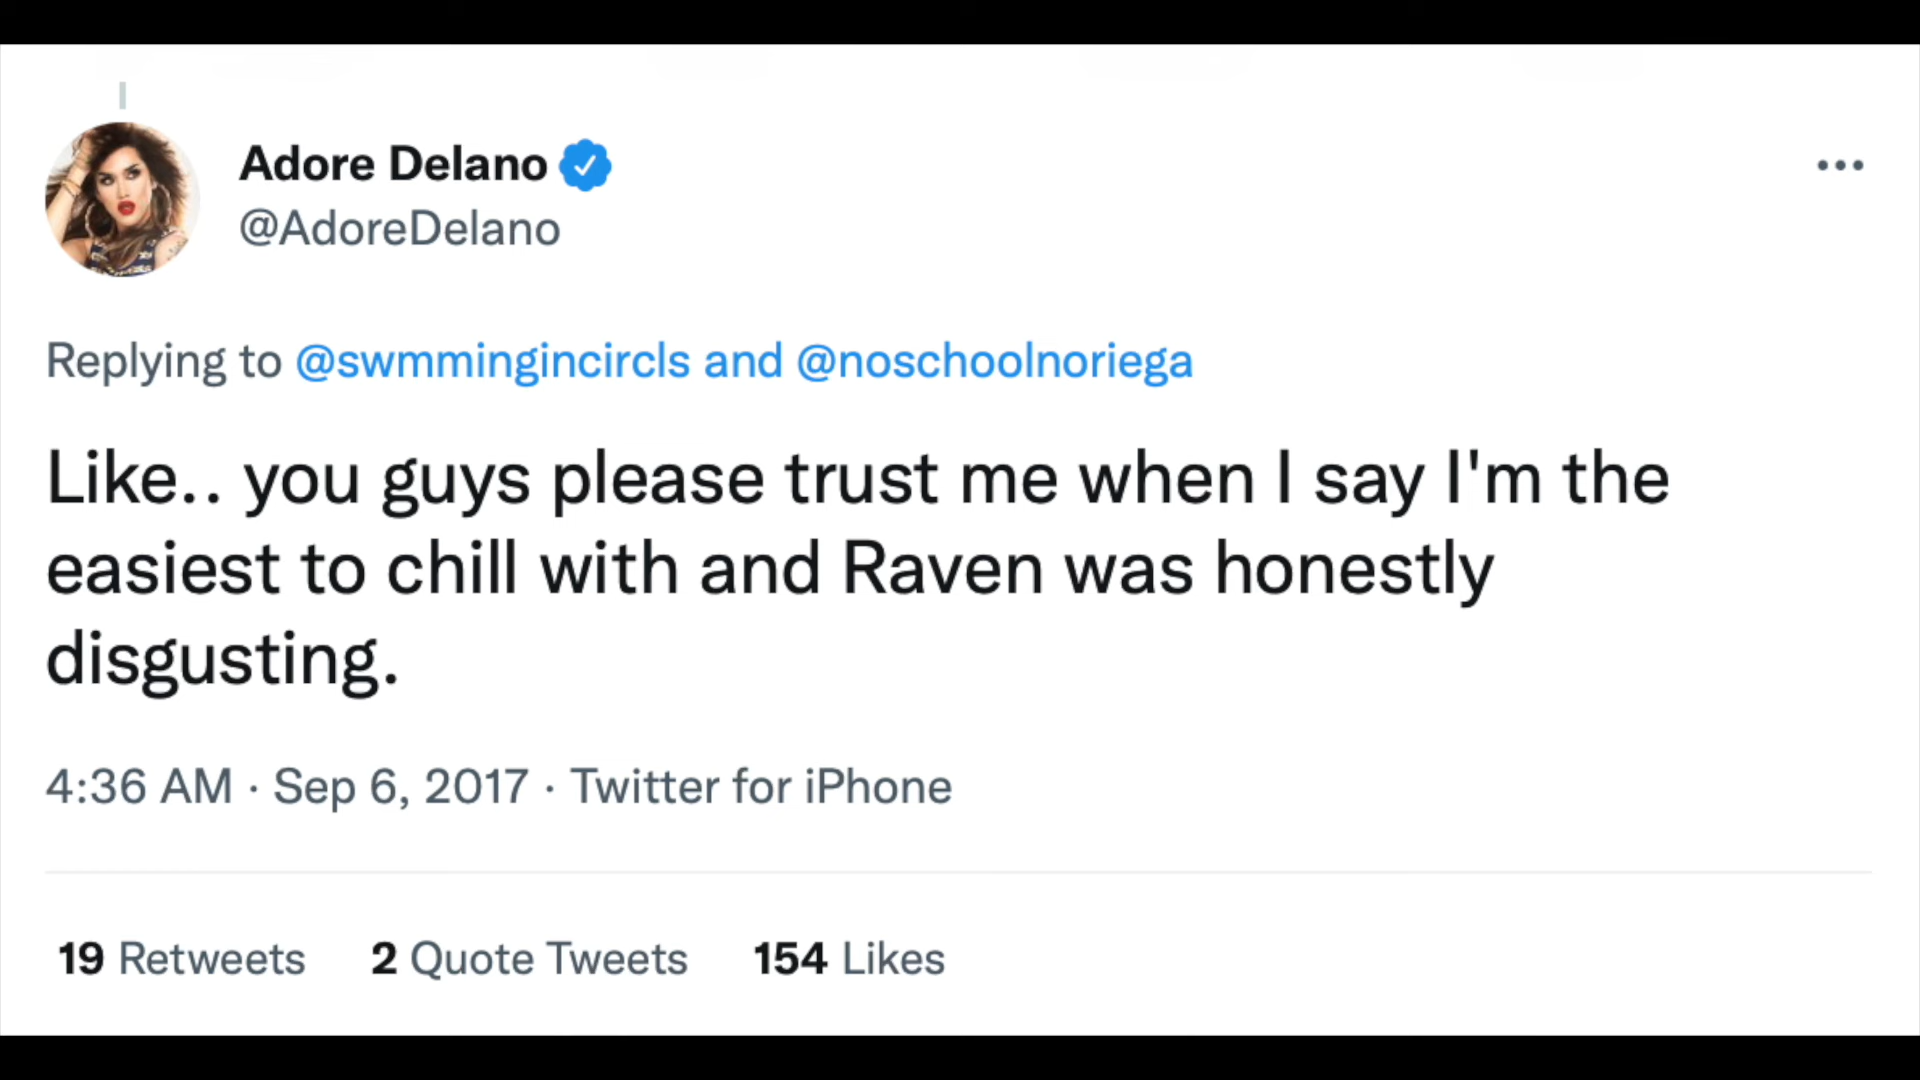 Adore Delano
@AdoreDelano
Replying to @swmmingincircls and @noschoolnoriega
Like.. you guys please trust me when I say I'm the
easiest to chill with and Raven was honestly
disgusting.
4:36 AM · Sep 6, 2017 · Twitter for iPhone
19 Retweets 2 Quote Tweets 154 Likes